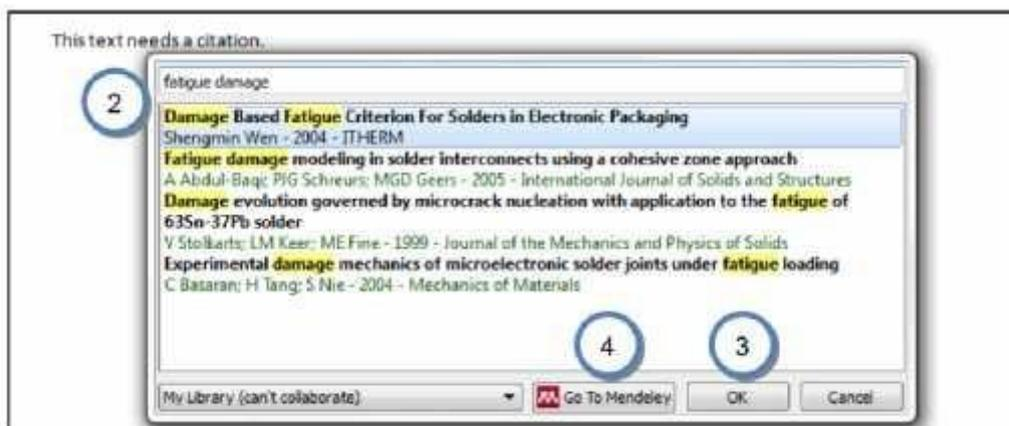 This text needs a citation.
fatigue damage
2
Damage Based Fatigue Criterion For Solders in Electronic Packaging
Shengmin Wen - 2004 - ITHERM
Fatigue damage modeling in solder interconnects using a cohesive zone approach
A Abdul-Baqi; PJG Schreurs; MGD Geers - 2005 - International Journal of Solids and Structures
Damage evolution governed by microcrack nucleation with application to the fatigue of
63Sn-37Pb solder
V Stolkarts; LM Keer; ME Fine - 1999 - Journal of the Mechanics and Physics of Solids
Experimental damage mechanics of microelectronic solder joints under fatigue loading
C Basaran; H Tang; S Nie - 2004 - Mechanics of Materials
4
3
My Library (can't collaborate)
Go To Mendeley
OK
Cancel